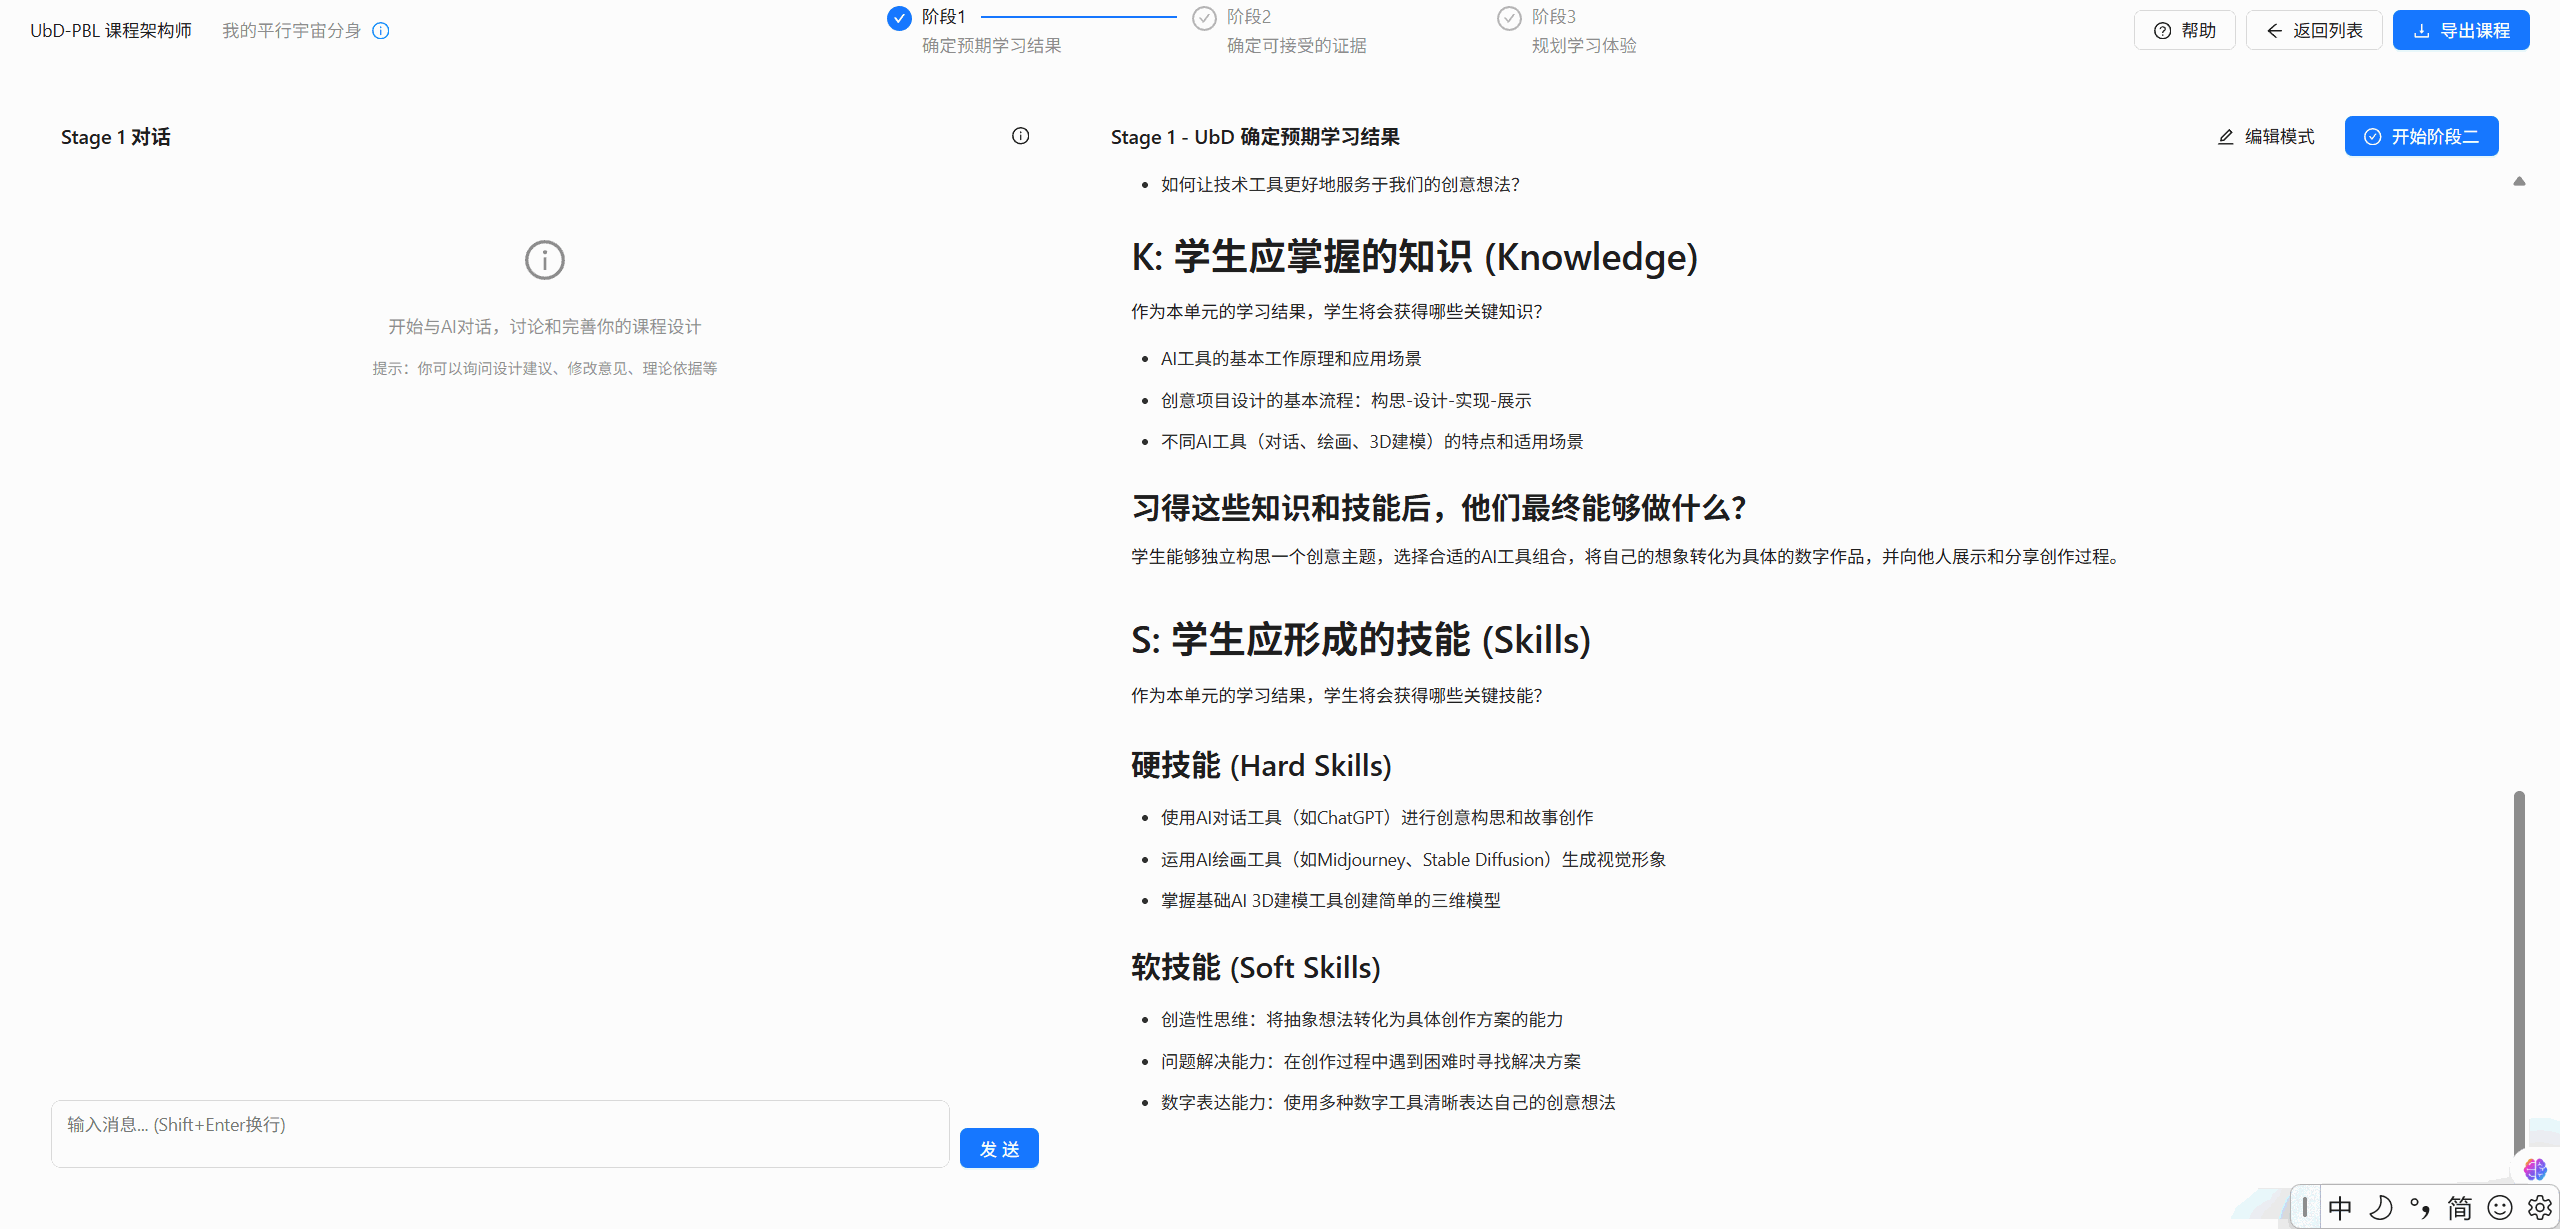 UbD-PBL 课程架构师
我的平行宇宙分身
阶段1
确定预期学习结果
阶段2
确定可接受的证据
阶段3
规划学习体验
帮助
返回列表
导出课程
Stage 1 对话
开始与AI对话，讨论和完善你的课程设计
提示：你可以询问设计建议、修改意见、理论依据等
输入消息... (Shift+Enter换行)
发 送
Stage 1 - UbD 确定预期学习结果
编辑模式
开始阶段二
• 如何让技术工具更好地服务于我们的创意想法？
K: 学生应掌握的知识 (Knowledge)
作为本单元的学习结果，学生将会获得哪些关键知识？
• AI工具的基本工作原理和应用场景
• 创意项目设计的基本流程：构思-设计-实现-展示
• 不同AI工具（对话、绘画、3D建模）的特点和适用场景
习得这些知识和技能后，他们最终能够做什么？
学生能够独立构思一个创意主题，选择合适的AI工具组合，将自己的想象转化为具体的数字作品，并向他人展示和分享创作过程。
S: 学生应形成的技能 (Skills)
作为本单元的学习结果，学生将会获得哪些关键技能？
硬技能 (Hard Skills)
• 使用AI对话工具（如ChatGPT）进行创意构思和故事创作
• 运用AI绘画工具（如Midjourney、Stable Diffusion）生成视觉形象
• 掌握基础AI 3D建模工具创建简单的三维模型
软技能 (Soft Skills)
• 创造性思维：将抽象想法转化为具体创作方案的能力
• 问题解决能力：在创作过程中遇到困难时寻找解决方案
• 数字表达能力：使用多种数字工具清晰表达自己的创意想法
中 °, 简